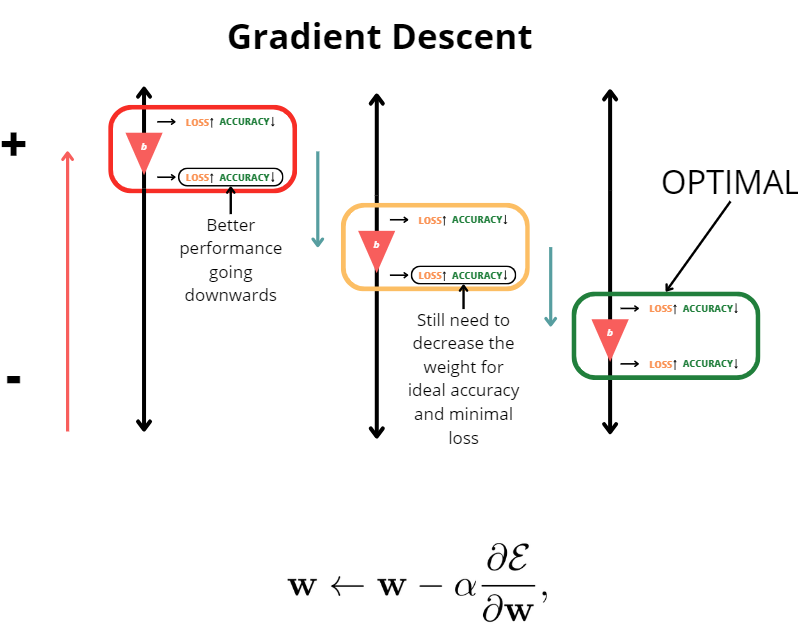 Gradient Descent
+
-
b
LOSS↑ ACCURACY↓
LOSS↑ ACCURACY↓
Better
performance
going
downwards
b
LOSS↑ ACCURACY↓
LOSS↑ ACCURACY↓
Still need to
decrease the
weight for
ideal accuracy
and minimal
loss
OPTIMAL
b
LOSS↑ ACCURACY↓
LOSS↑ ACCURACY↓
w ← w − α ∂ℰ/∂w,